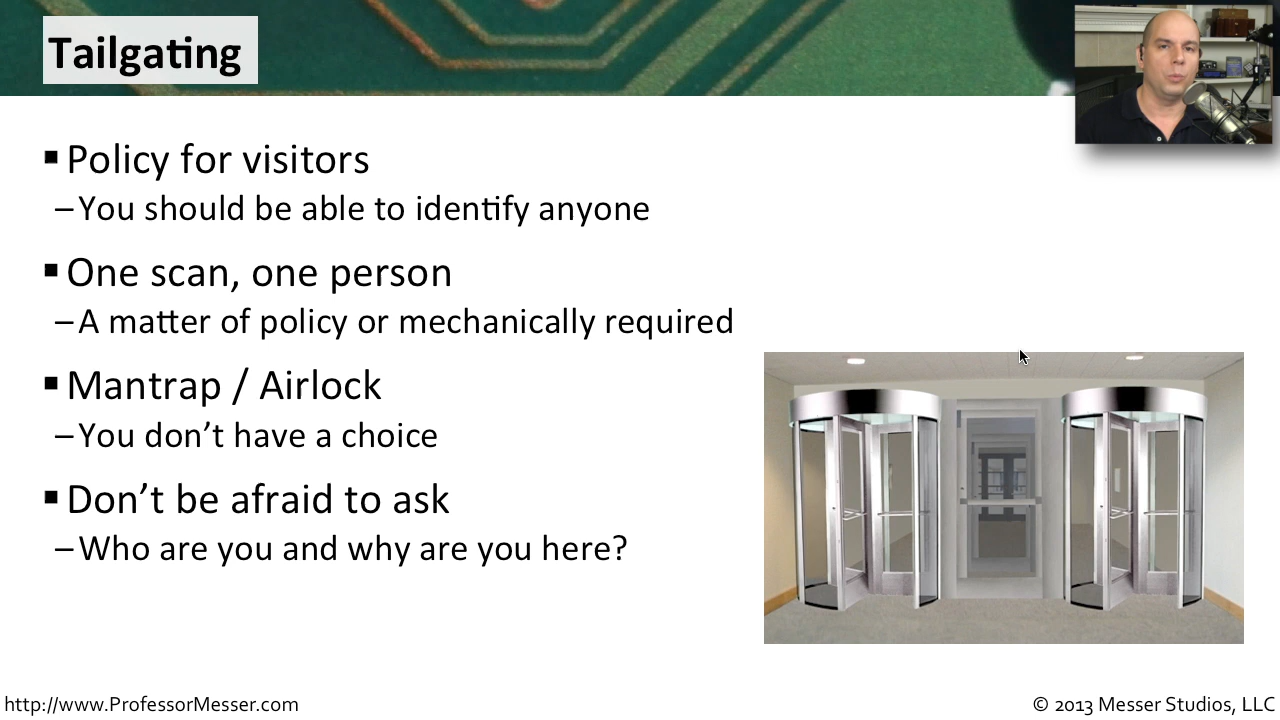 Tailgating
▪ Policy for visitors
– You should be able to identify anyone
▪ One scan, one person
– A matter of policy or mechanically required
▪ Mantrap / Airlock
– You don’t have a choice
▪ Don’t be afraid to ask
– Who are you and why are you here?
http://www.ProfessorMesser.com
© 2013 Messer Studios, LLC